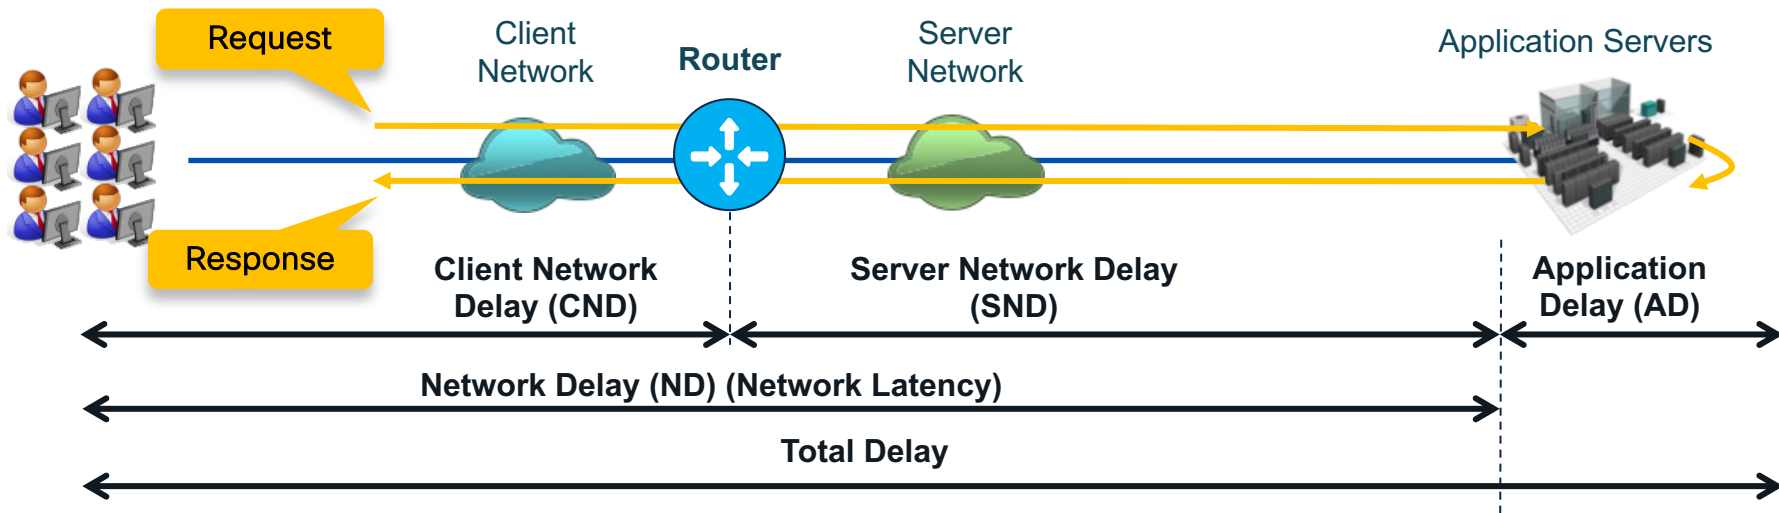 Request
Client
Network
Router
Server
Network
Application Servers
Response
Client Network
Delay (CND)
Server Network Delay
(SND)
Application
Delay (AD)
Network Delay (ND) (Network Latency)
Total Delay